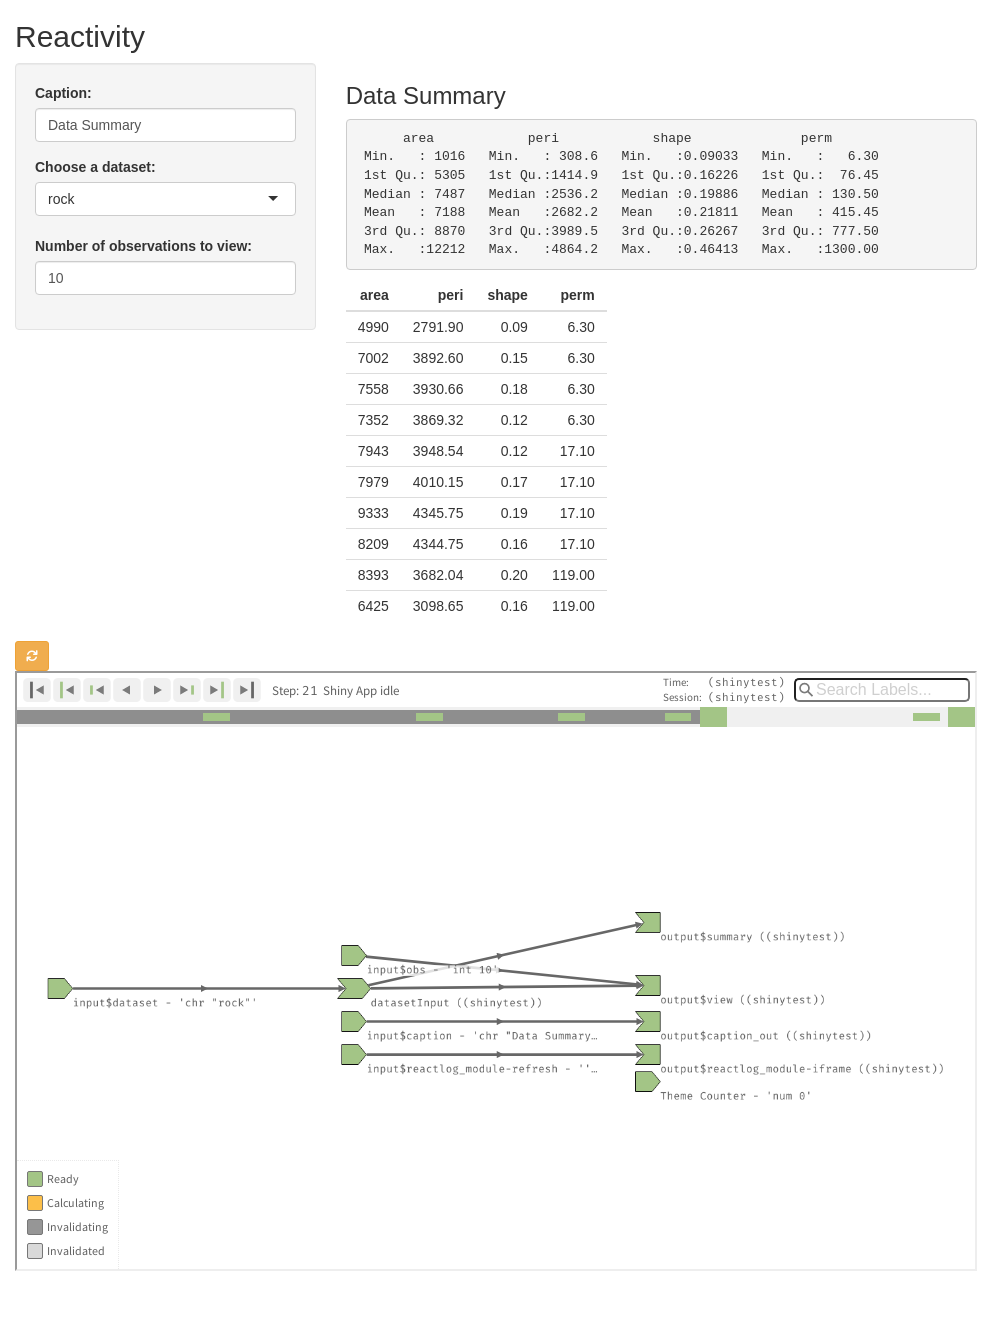 Reactivity
Caption:
Data Summary
Choose a dataset:
rock
Number of observations to view:
10
Data Summary
area peri shape perm
Min. : 1016 Min. : 308.6 Min. :0.09033 Min. : 6.30
1st Qu.: 5305 1st Qu.:1414.9 1st Qu.:0.16226 1st Qu.: 76.45
Median : 7487 Median :2536.2 Median :0.19886 Median : 130.50
Mean : 7188 Mean :2682.2 Mean :0.21811 Mean : 415.45
3rd Qu.: 8870 3rd Qu.:3989.5 3rd Qu.:0.26267 3rd Qu.: 777.50
Max. :12212 Max. :4864.2 Max. :0.46413 Max. :1300.00
area peri shape perm
4990 2791.90 0.09 6.30
7002 3892.60 0.15 6.30
7558 3930.66 0.18 6.30
7352 3869.32 0.12 6.30
7943 3948.54 0.12 17.10
7979 4010.15 0.17 17.10
9333 4345.75 0.19 17.10
8209 4344.75 0.16 17.10
8393 3682.04 0.20 119.00
6425 3098.65 0.16 119.00
Step: 21 Shiny App idle
Time: (shinytest)
Session: (shinytest)
Search Labels...
output$summary ((shinytest))
input$obs - 'int 10'
input$dataset - 'chr "rock"'
datasetInput ((shinytest))
output$view ((shinytest))
input$caption - 'chr "Data Summary…
output$caption_out ((shinytest))
input$reactlog_module-refresh - ''…
output$reactlog_module-iframe ((shinytest))
Theme Counter - 'num 0'
Ready
Calculating
Invalidating
Invalidated